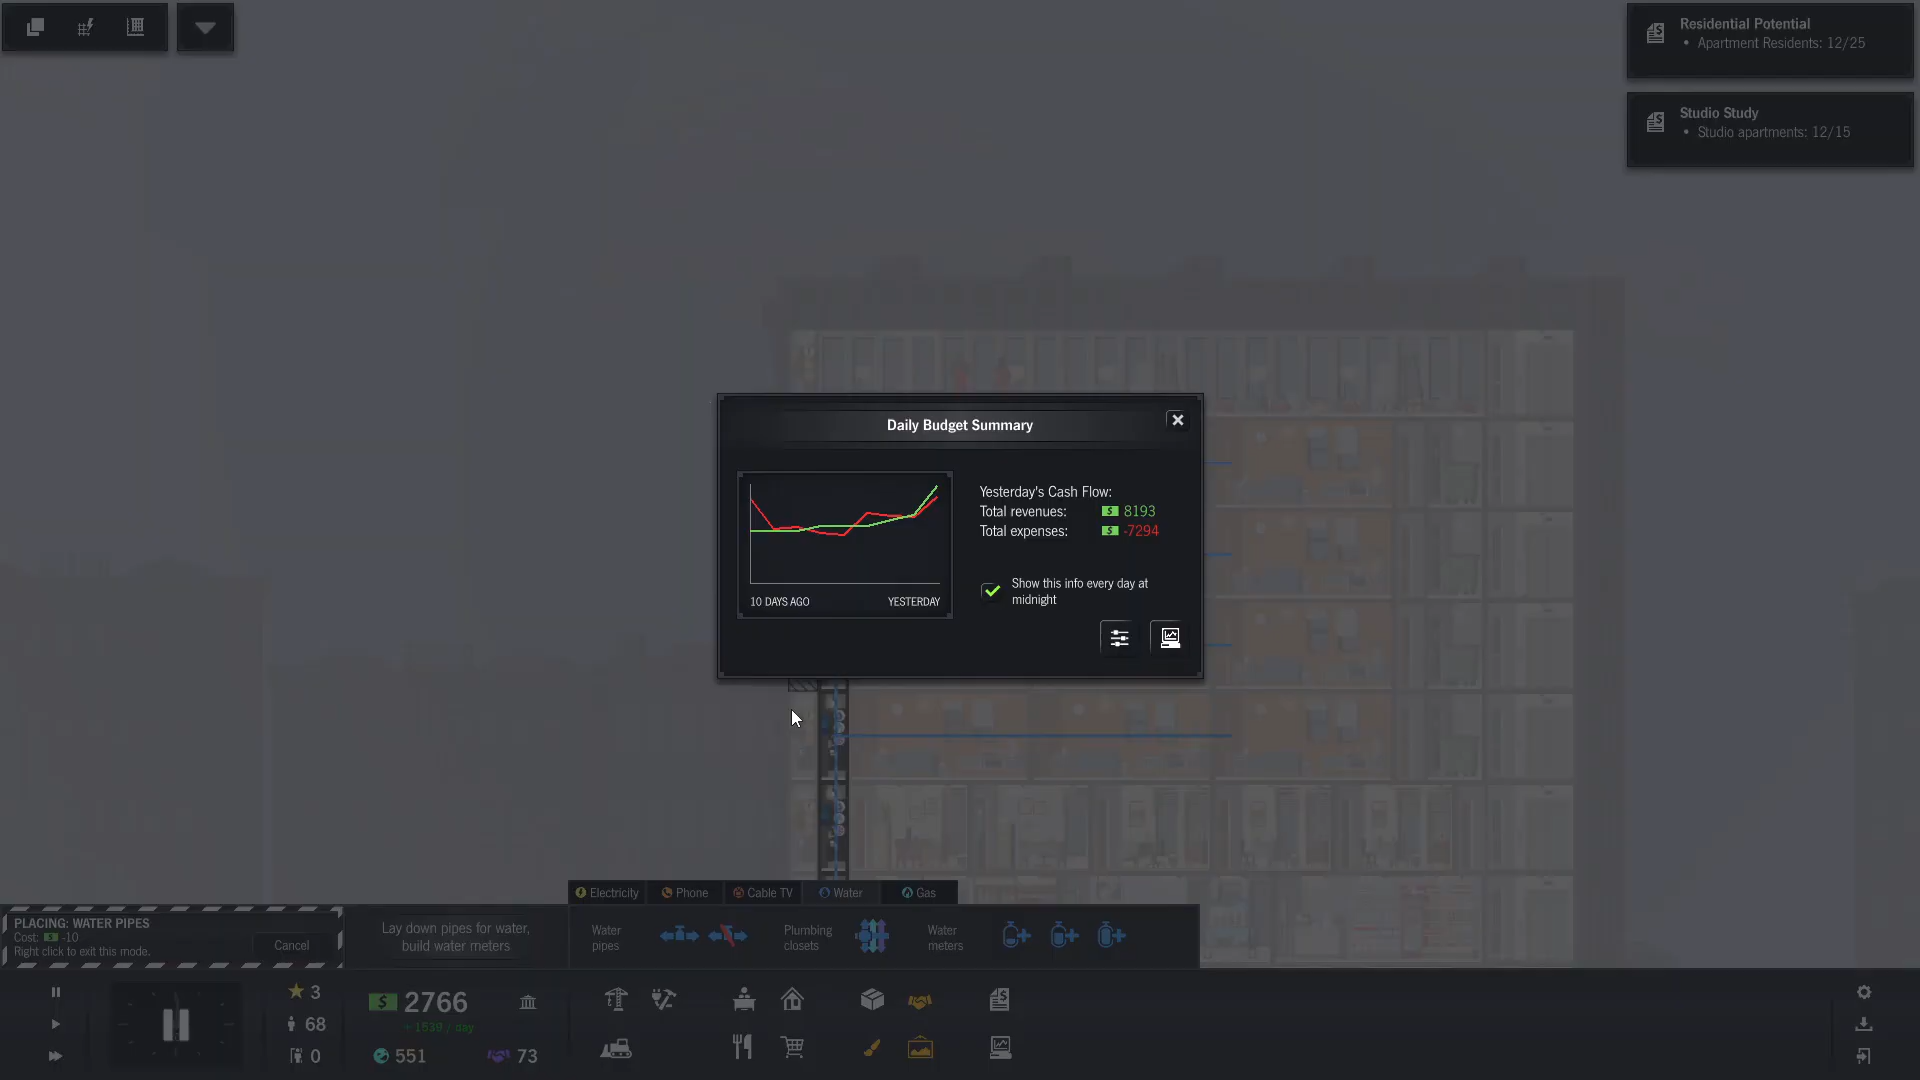 Residential Potential
• Apartment Residents: 12/25
Studio Study
• Studio apartments: 12/15
Daily Budget Summary
Yesterday's Cash Flow:
Total revenues: 8193
Total expenses: -7294
Show this info every day at
midnight
10 DAYS AGO YESTERDAY
Electricity Phone Cable TV Water Gas
PLACING: WATER PIPES
Cost: -10
Right click to exit this mode.
Cancel
Lay down pipes for water,
build water meters
Water
pipes
Plumbing
closets
Water
meters
3
68
0
2766
+1539 / day
551
73